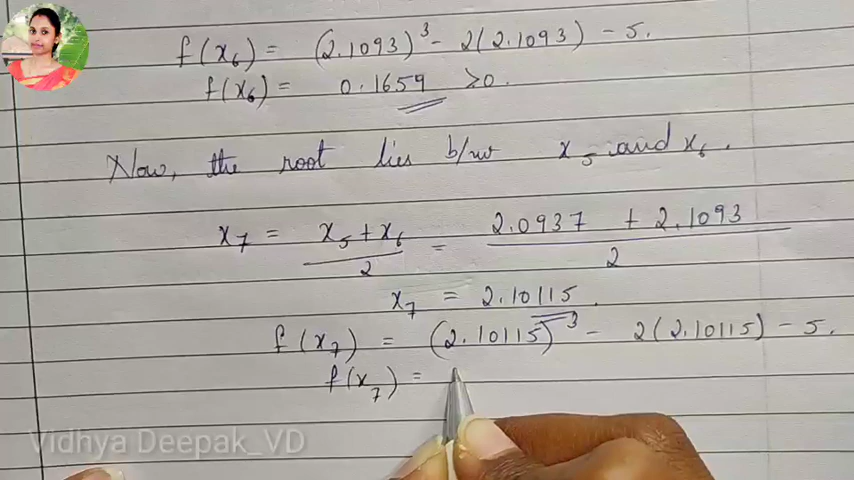 f(x₆) = (2.1093)³ - 2(2.1093) - 5.
f(x₆) = 0.1659 >0.
Now, the root lies b/w x₅ and x₆.
x₇ = x₅+x₆/2 = 2.0937 + 2.1093/2
x₇ = 2.10115.
f(x₇) = (2.10115)³ - 2(2.10115) - 5.
f(x₇) =
Vidhya Deepak_VD